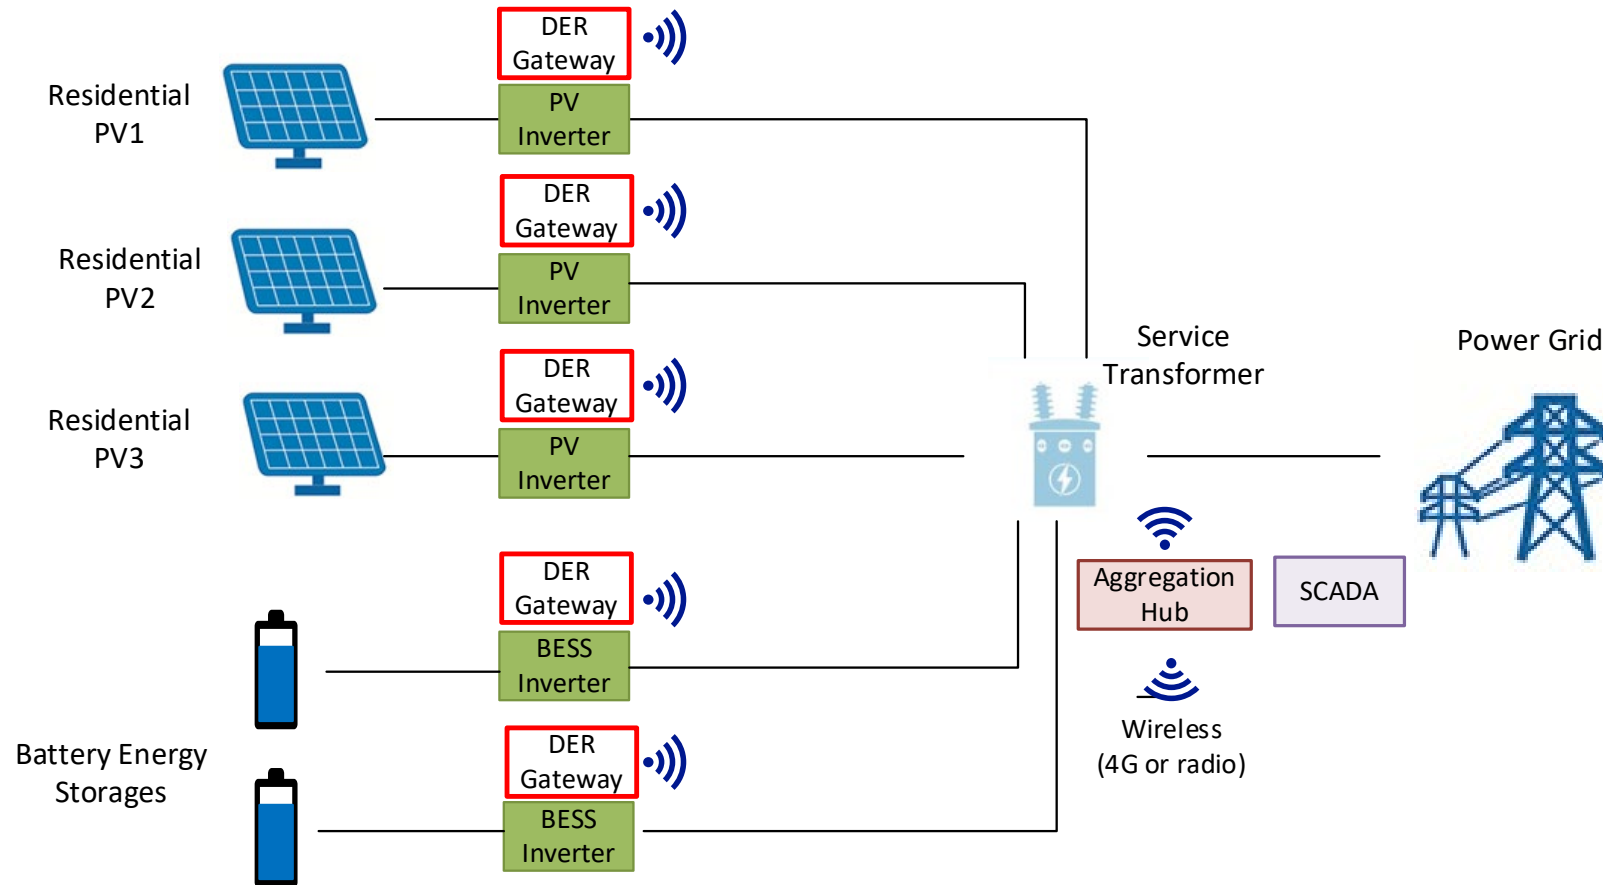 DER
Gateway
Residential
PV1
PV
Inverter
DER
Gateway
Residential
PV2
PV
Inverter
DER
Gateway
Residential
PV3
PV
Inverter
Service
Transformer
Power Grid
DER
Gateway
BESS
Inverter
Aggregation
Hub
SCADA
Battery Energy
Storages
DER
Gateway
BESS
Inverter
Wireless
(4G or radio)